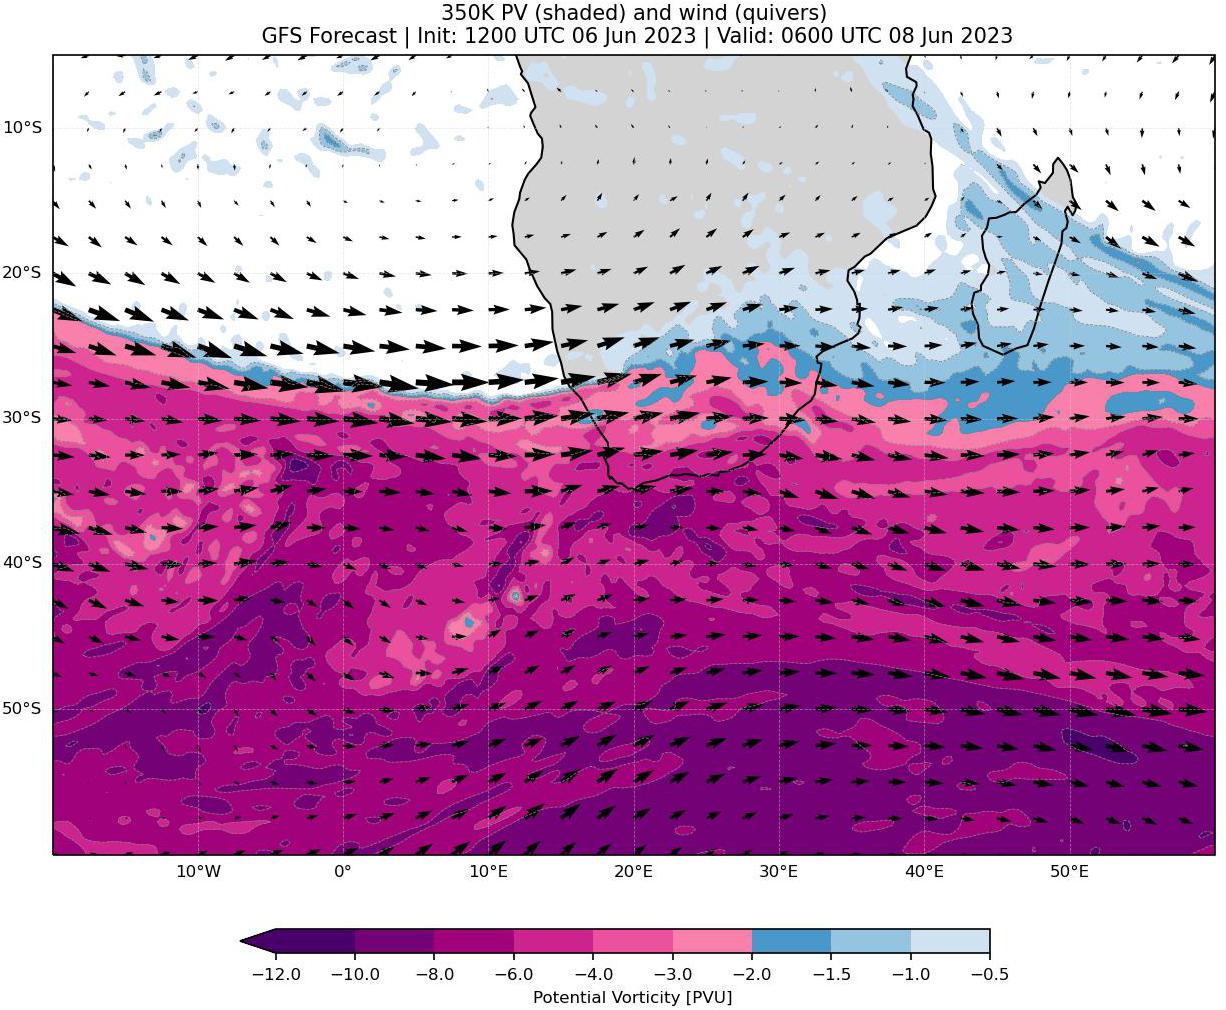 350K PV (shaded) and wind (quivers)
GFS Forecast | Init: 1200 UTC 06 Jun 2023 | Valid: 0600 UTC 08 Jun 2023
10°S
20°S
30°S
40°S
50°S
10°W 0° 10°E 20°E 30°E 40°E 50°E
−12.0 −10.0 −8.0 −6.0 −4.0 −3.0 −2.0 −1.5 −1.0 −0.5
Potential Vorticity [PVU]